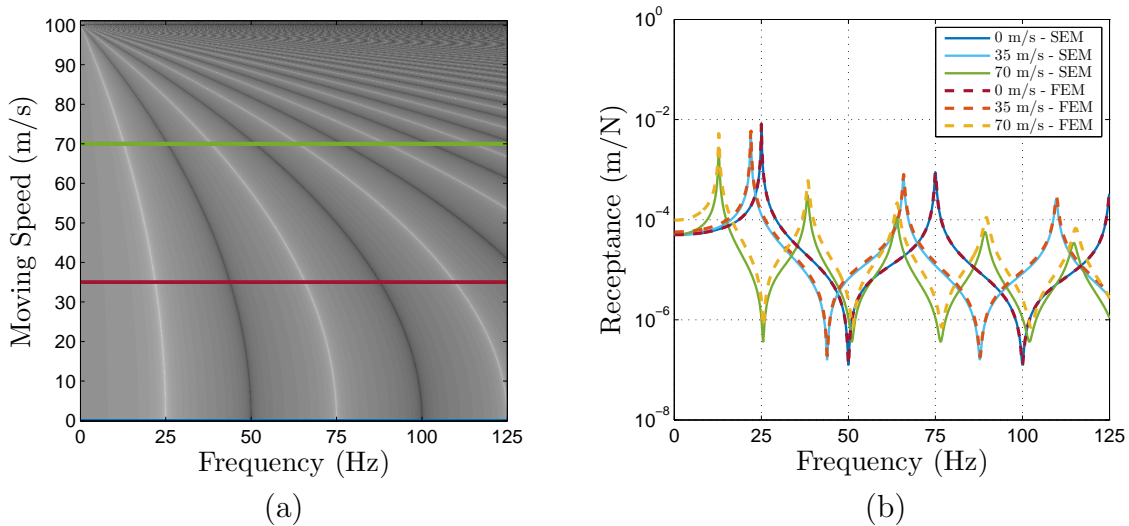 100
90
80
70
60
50
40
30
20
10
0
Moving Speed (m/s)
0 25 50 75 100 125
Frequency (Hz)
(a)
10^0
10^−2
10^−4
10^−6
10^−8
Receptance (m/N)
0 m/s - SEM
35 m/s - SEM
70 m/s - SEM
0 m/s - FEM
35 m/s - FEM
70 m/s - FEM
0 25 50 75 100 125
Frequency (Hz)
(b)